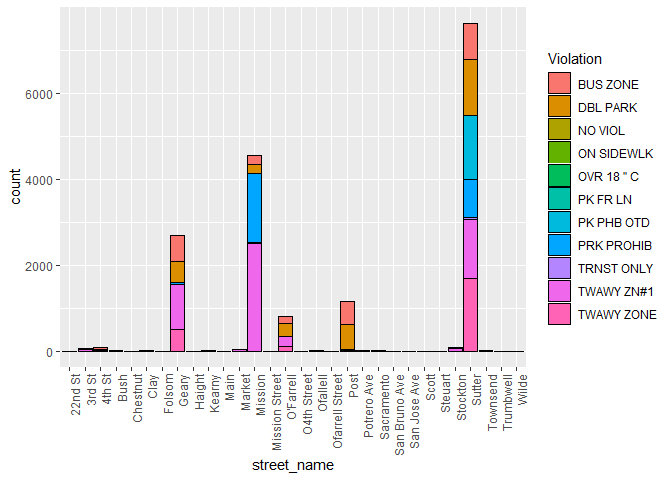 count
6000
4000
2000
0
22nd St
3rd St
4th St
Bush
Chestnut
Clay
Folsom
Geary
Haight
Kearny
Main
Market
Mission
Mission Street
O'Farrell
O4th Street
Ofallell
Ofarrell Street
Post
Potrero Ave
Sacramento
San Bruno Ave
San Jose Ave
Scott
Steuart
Stockton
Sutter
Townsend
Trumbwell
Wilde
street_name
Violation
BUS ZONE
DBL PARK
NO VIOL
ON SIDEWLK
OVR 18 " C
PK FR LN
PK PHB OTD
PRK PROHIB
TRNST ONLY
TWAWY ZN#1
TWAWY ZONE